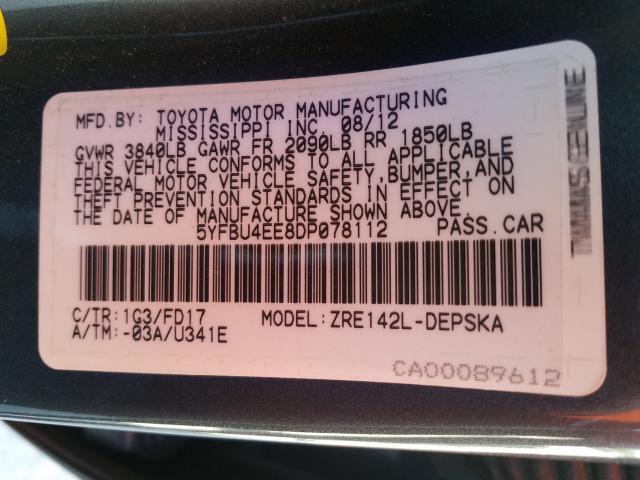 MFD.BY: TOYOTA MOTOR MANUFACTURING
MISSISSIPPI INC. 08/12
GVWR 3840LB GAWR FR 2090LB RR 1850LB
THIS VEHICLE CONFORMS TO ALL APPLICABLE
FEDERAL MOTOR VEHICLE SAFETY,BUMPER,AND
THEFT PREVENTION STANDARDS IN EFFECT ON
THE DATE OF MANUFACTURE SHOWN ABOVE.
5YFBU4EE8DP078112 PASS.CAR
C/TR:1G3/FD17 MODEL:ZRE142L-DEPSKA
A/TM:-03A/U341E
CA00089612